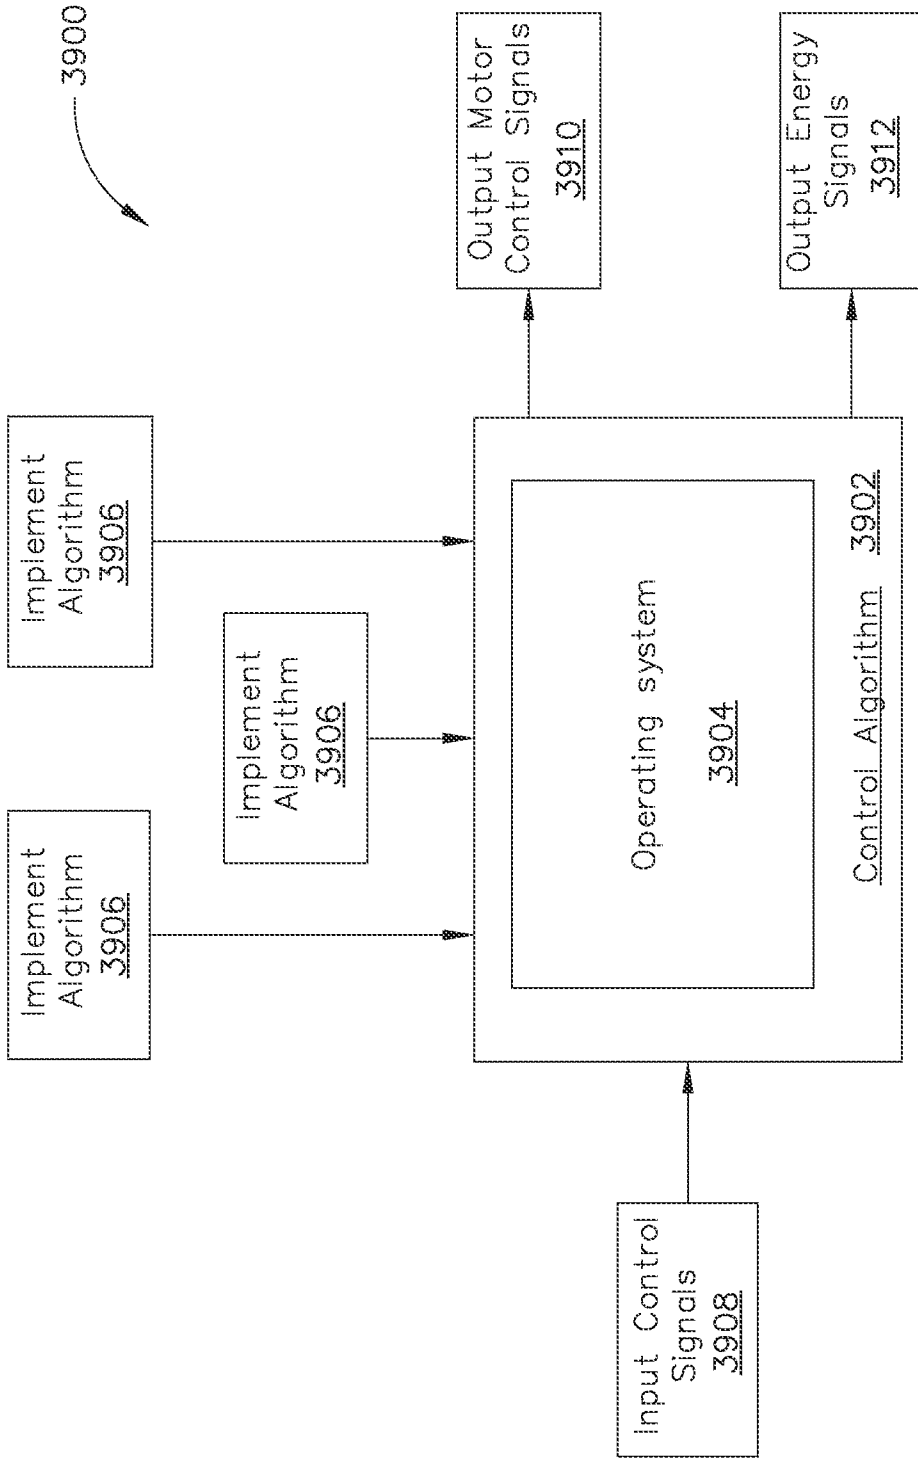 3900
Implement
Algorithm
3906
Implement
Algorithm
3906
Implement
Algorithm
3906
Input Control
Signals
3908
Operating system
3904
Control Algorithm 3902
Output Motor
Control Signals
3910
Output Energy
Signals
3912